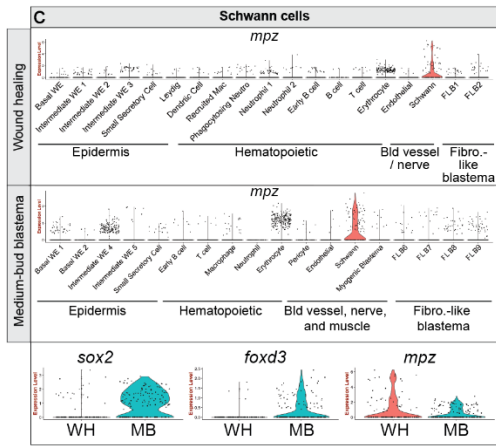 C
Schwann cells
Wound healing
mpz
Expression Level
Basal WE
Intermediate WE 1
Intermediate WE 2
Intermediate WE 3
Small Secretory Cell
Leydig
Dendric Cell
Recruited Mac
Phagocytosing Neutro
Neutrophil 1
Neutrophil 2
Early B cell
B cell
T cell
Erythrocyte
Endothelial
Schwann
FLB1
FLB2
Epidermis
Hematopoietic
Bld vessel
/ nerve
Fibro.-
like
blastema
Medium-bud blastema
mpz
Expression Level
Basal WE 1
Basal WE 2
Intermediate WE 4
Intermediate WE 5
Small Secretory Cell
Early B cell
T cell
Macrophage
Neutrophil
Erythrocyte
Pericyte
Endothelial
Schwann
Myogenic Blastema
FLB6
FLB7
FLB8
FLB9
Epidermis
Hematopoietic
Bld vessel, nerve,
and muscle
Fibro.-like
blastema
sox2
Expression Level
WH
MB
foxd3
Expression Level
WH
MB
mpz
Expression Level
WH
MB